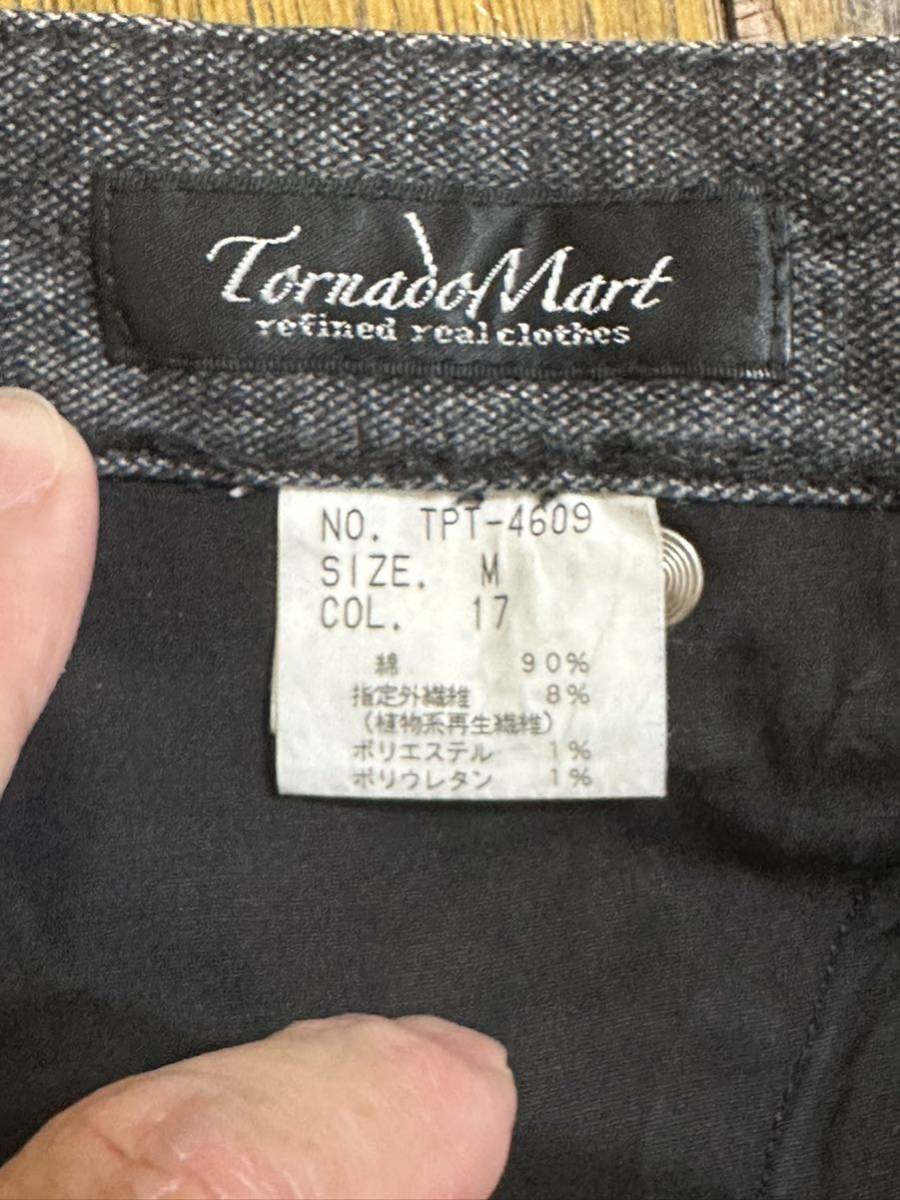 TornadoMart
refined real clothes
NO. TPT-4609
SIZE. M
COL. 17
綿 90%
指定外繊維 8%
(植物系再生繊維)
ポリエステル 1%
ポリウレタン 1%